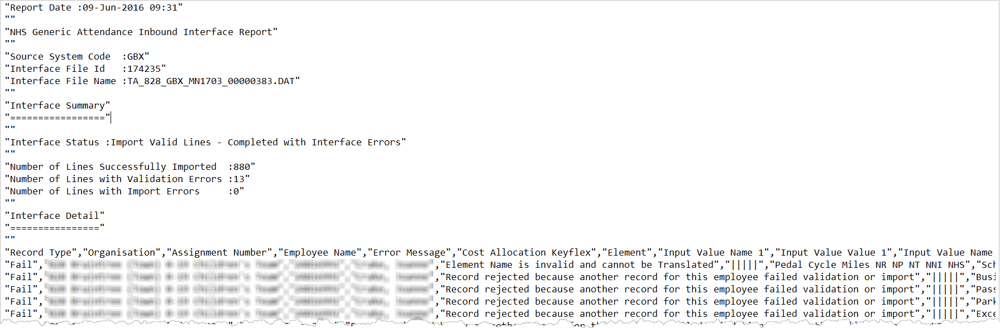 "Report Date :09-Jun-2016 09:31"
""
"NHS Generic Attendance Inbound Interface Report"
""
"Source System Code  :GBX"
"Interface File Id   :174235"
"Interface File Name :TA_828_GBX_MN1703_00000383.DAT"
""
"Interface Summary"
"================="
""
"Interface Status :Import Valid Lines - Completed with Interface Errors"
""
"Number of Lines Successfully Imported  :880"
"Number of Lines with Validation Errors :13"
"Number of Lines with Import Errors     :0"
""
"Interface Detail"
"================"
""
"Record Type","Organisation","Assignment Number","Employee Name","Error Message","Cost Allocation Keyflex","Element","Input Value Name 1","Input Value Value 1","Input Value Name
"Fail", ,"Element Name is invalid and cannot be Translated","|||||","Pedal Cycle Miles NR NP NT NNI NHS","Sch
"Fail", ,"Record rejected because another record for this employee failed validation or import","|||||","Busi
"Fail", ,"Record rejected because another record for this employee failed validation or import","|||||","Pass
"Fail", ,"Record rejected because another record for this employee failed validation or import","|||||","Park
"Fail", ,"Record rejected because another record for this employee failed validation or import","|||||","Exce